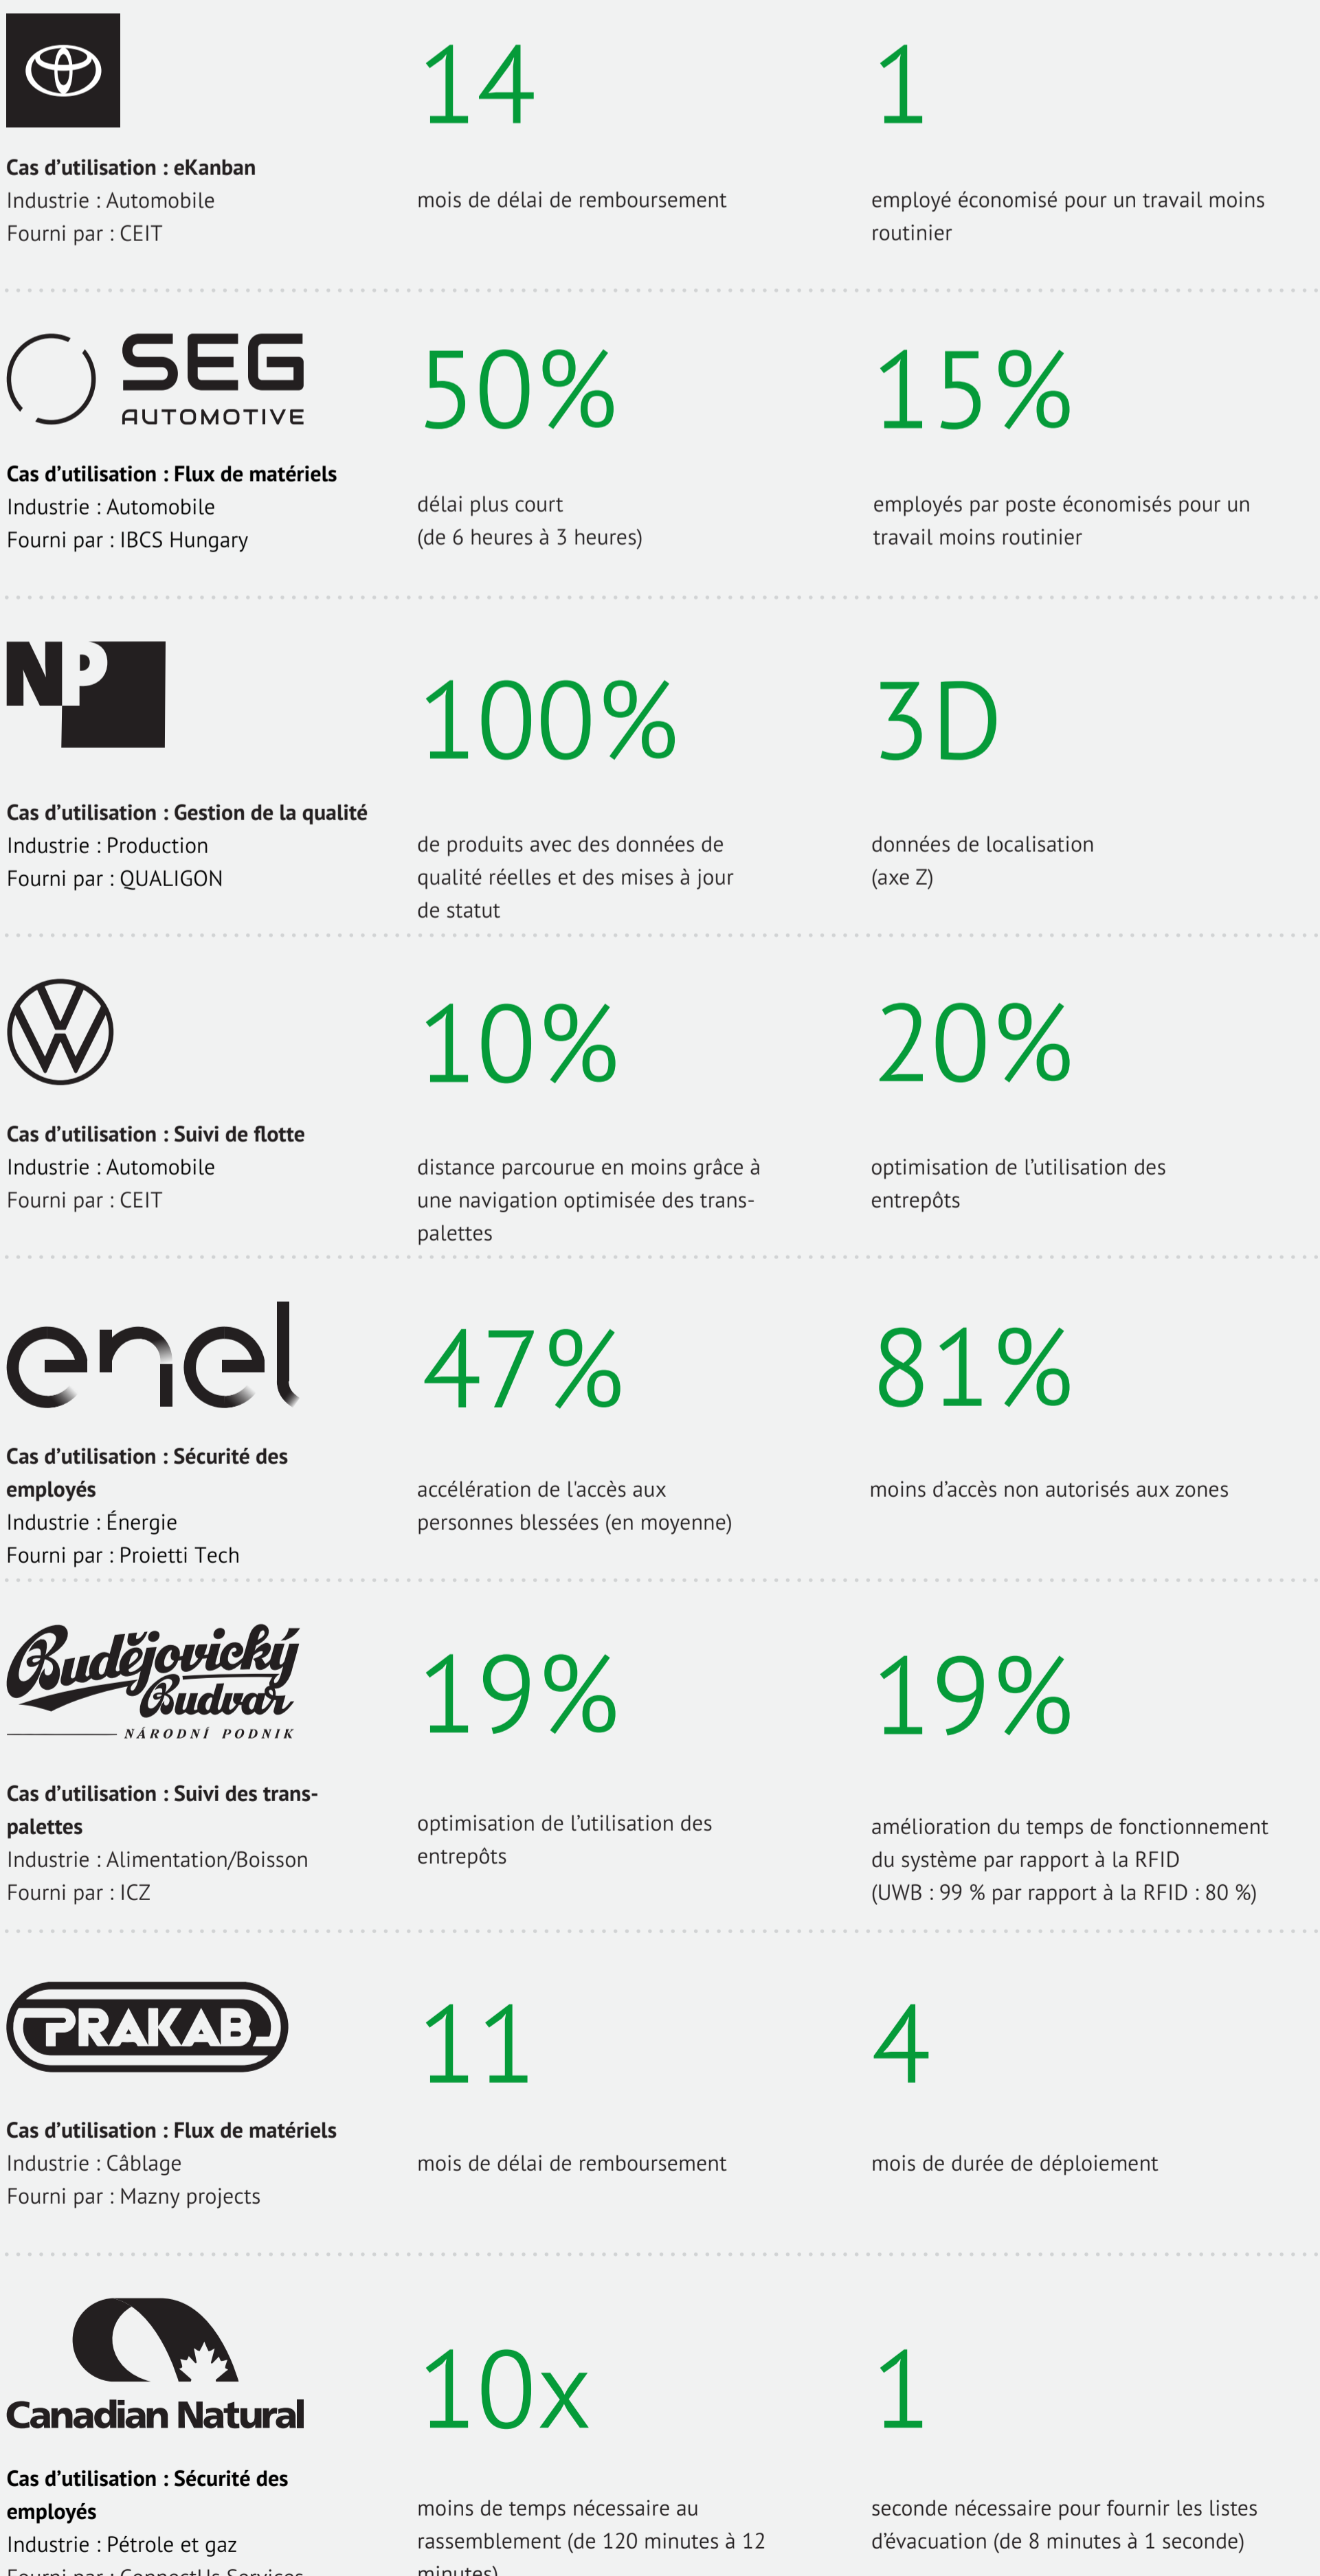 14
1
Cas d’utilisation : eKanban
Industrie : Automobile
Fourni par : CEIT
mois de délai de remboursement
employé économisé pour un travail moins
routinier
SEG
AUTOMOTIVE
50%
15%
Cas d’utilisation : Flux de matériels
Industrie : Automobile
Fourni par : IBCS Hungary
délai plus court
(de 6 heures à 3 heures)
employés par poste économisés pour un
travail moins routinier
NP
100%
3D
Cas d’utilisation : Gestion de la qualité
Industrie : Production
Fourni par : QUALIGON
de produits avec des données de
qualité réelles et des mises à jour
de statut
données de localisation
(axe Z)
VW
10%
20%
Cas d’utilisation : Suivi de flotte
Industrie : Automobile
Fourni par : CEIT
distance parcourue en moins grâce à
une navigation optimisée des trans-
palettes
optimisation de l’utilisation des
entrepôts
enel
47%
81%
Cas d’utilisation : Sécurité des
employés
Industrie : Énergie
Fourni par : Proietti Tech
accélération de l'accès aux
personnes blessées (en moyenne)
moins d’accès non autorisés aux zones
Budějovický
Budvar
NÁRODNÍ PODNIK
19%
19%
Cas d’utilisation : Suivi des trans-
palettes
Industrie : Alimentation/Boisson
Fourni par : ICZ
optimisation de l’utilisation des
entrepôts
amélioration du temps de fonctionnement
du système par rapport à la RFID
(UWB : 99 % par rapport à la RFID : 80 %)
PRAKAB
11
4
Cas d’utilisation : Flux de matériels
Industrie : Câblage
Fourni par : Mazny projects
mois de délai de remboursement
mois de durée de déploiement
Canadian Natural
10x
1
Cas d’utilisation : Sécurité des
employés
Industrie : Pétrole et gaz
Fourni par : ConnectUs Services
moins de temps nécessaire au
rassemblement (de 120 minutes à 12
minutes)
seconde nécessaire pour fournir les listes
d’évacuation (de 8 minutes à 1 seconde)